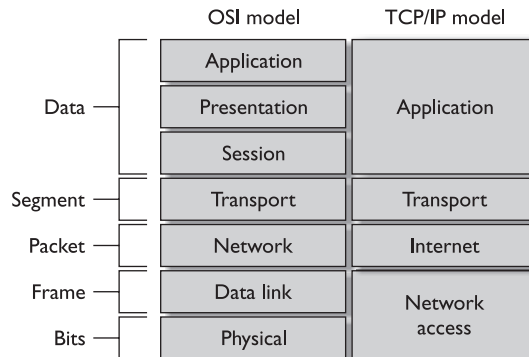 OSI model TCP/IP model
Application
Data Presentation Application
Session
Segment Transport Transport
Packet Network Internet
Frame Data link
Network
access
Bits Physical